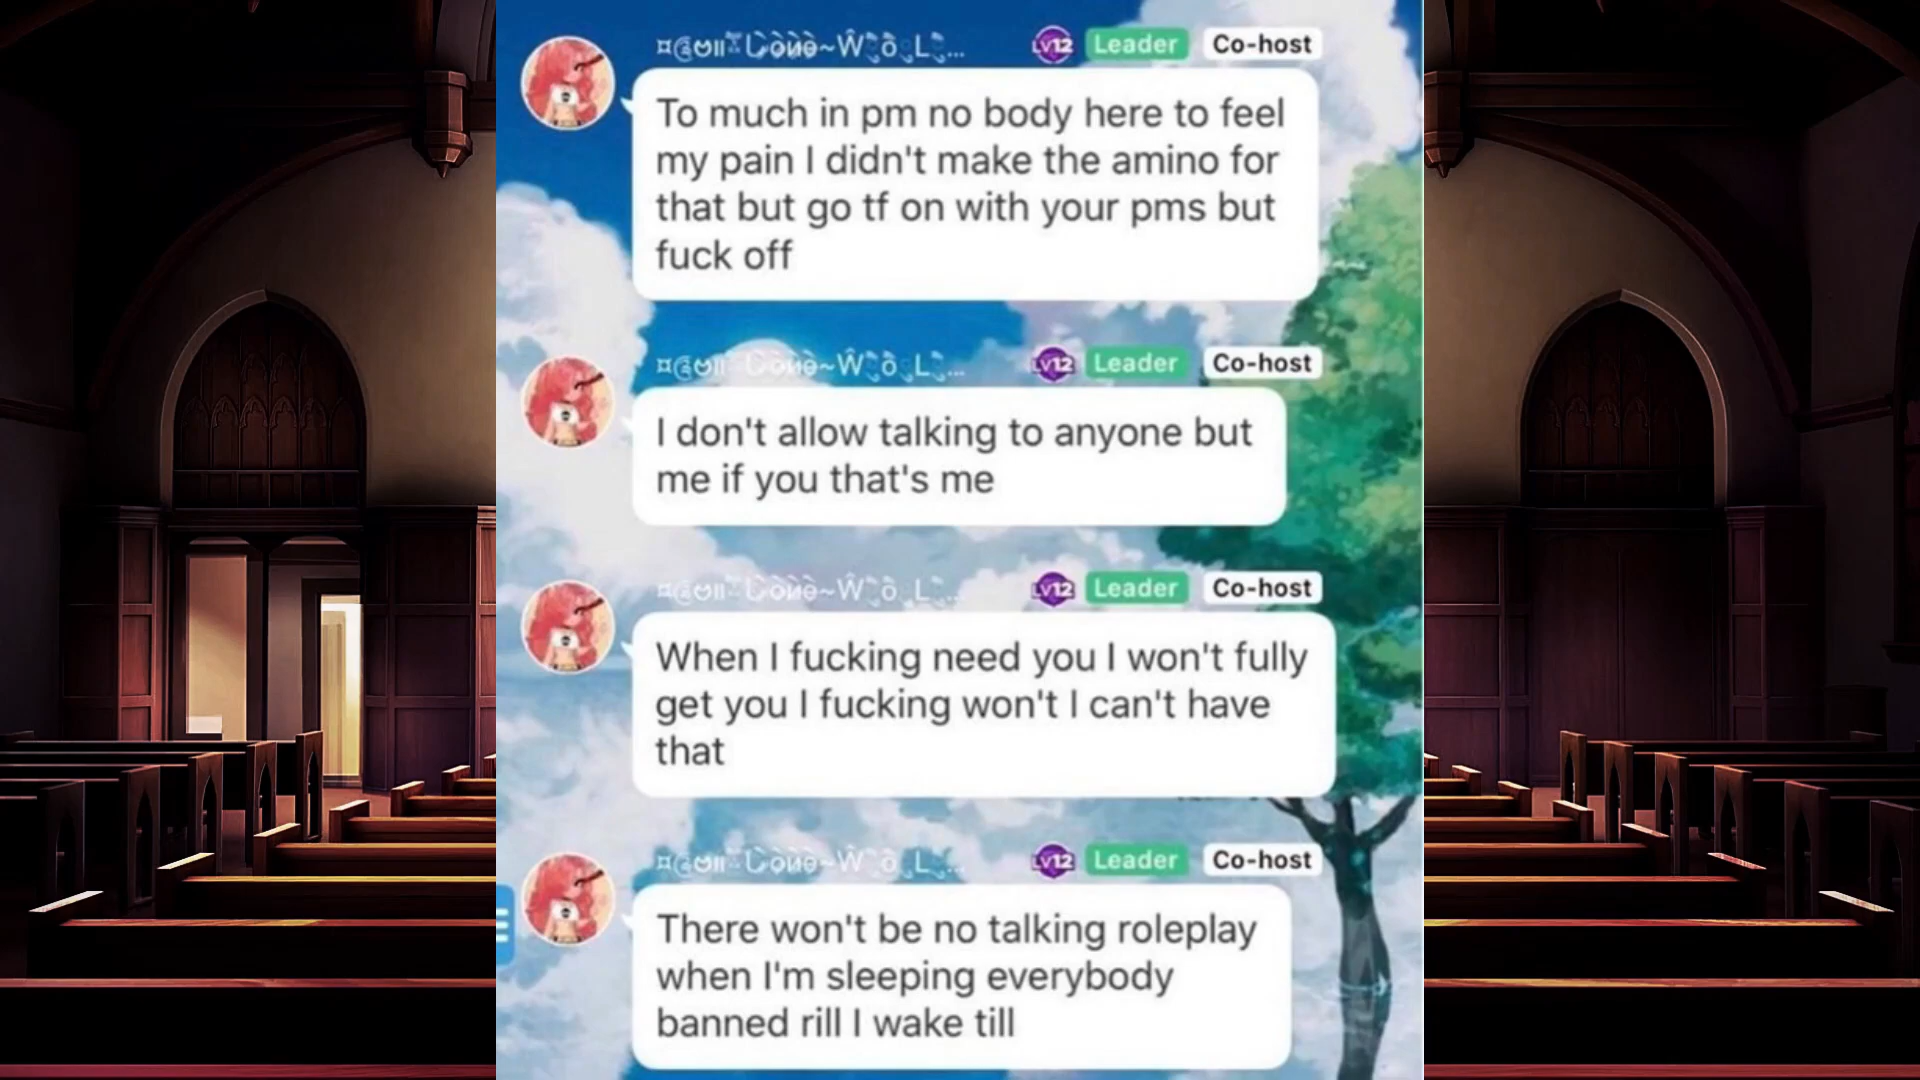 Lv12 Leader Co-host
To much in pm no body here to feel
my pain I didn't make the amino for
that but go tf on with your pms but
fuck off
Lv12 Leader Co-host
I don't allow talking to anyone but
me if you that's me
Lv12 Leader Co-host
When I fucking need you I won't fully
get you I fucking won't I can't have
that
Lv12 Leader Co-host
There won't be no talking roleplay
when I'm sleeping everybody
banned rill I wake till